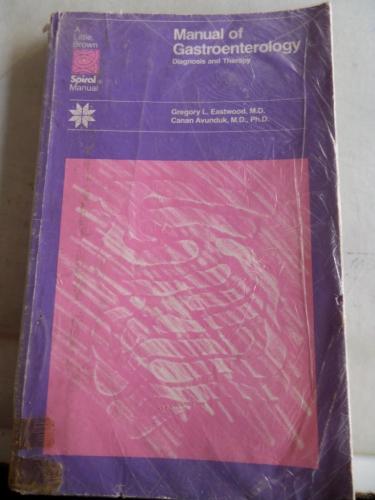 A
Little, Brown
Spiral®
Manual
Manual of
Gastroenterology
Diagnosis and Therapy
Gregory L. Eastwood, M.D.
Canan Avunduk, M.D., Ph.D.